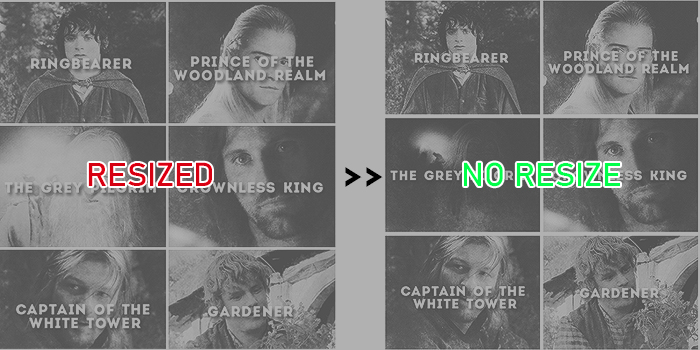 RINGBEARER
PRINCE OF THE
WOODLAND REALM
THE GREY PILGRIM
CROWNLESS KING
RESIZED
CAPTAIN OF THE
WHITE TOWER
GARDENER
>>
RINGBEARER
PRINCE OF THE
WOODLAND REALM
THE GREY
KING
NO RESIZE
CAPTAIN OF THE
WHITE TOWER
GARDENER